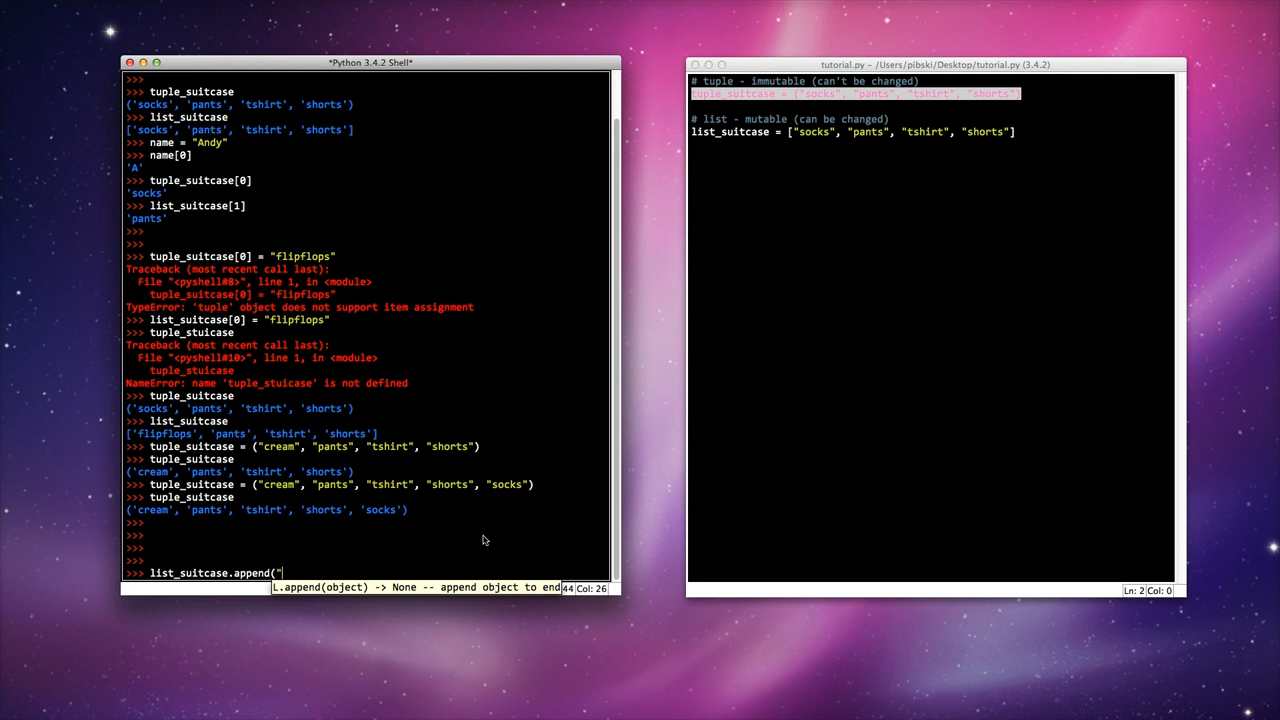 *Python 3.4.2 Shell*
>>>
>>> tuple_suitcase
('socks', 'pants', 'tshirt', 'shorts')
>>> list_suitcase
['socks', 'pants', 'tshirt', 'shorts']
>>> name = "Andy"
>>> name[0]
'A'
>>> tuple_suitcase[0]
'socks'
>>> list_suitcase[1]
'pants'
>>>
>>>
>>> tuple_suitcase[0] = "flipflops"
Traceback (most recent call last):
  File "<pyshell#8>", line 1, in <module>
    tuple_suitcase[0] = "flipflops"
TypeError: 'tuple' object does not support item assignment
>>> list_suitcase[0] = "flipflops"
>>> tuple_stuicase
Traceback (most recent call last):
  File "<pyshell#10>", line 1, in <module>
    tuple_stuicase
NameError: name 'tuple_stuicase' is not defined
>>> tuple_suitcase
('socks', 'pants', 'tshirt', 'shorts')
>>> list_suitcase
['flipflops', 'pants', 'tshirt', 'shorts']
>>> tuple_suitcase = ("cream", "pants", "tshirt", "shorts")
>>> tuple_suitcase
('cream', 'pants', 'tshirt', 'shorts')
>>> tuple_suitcase = ("cream", "pants", "tshirt", "shorts", "socks")
>>> tuple_suitcase
('cream', 'pants', 'tshirt', 'shorts', 'socks')
>>>
>>>
>>>
>>>
>>> list_suitcase.append("
L.append(object) -> None -- append object to end
44 Col: 26
tutorial.py - /Users/pibski/Desktop/tutorial.py (3.4.2)
# tuple - immutable (can't be changed)
tuple_suitcase = ("socks", "pants", "tshirt", "shorts")
# list - mutable (can be changed)
list_suitcase = ["socks", "pants", "tshirt", "shorts"]
Ln: 2 Col: 0